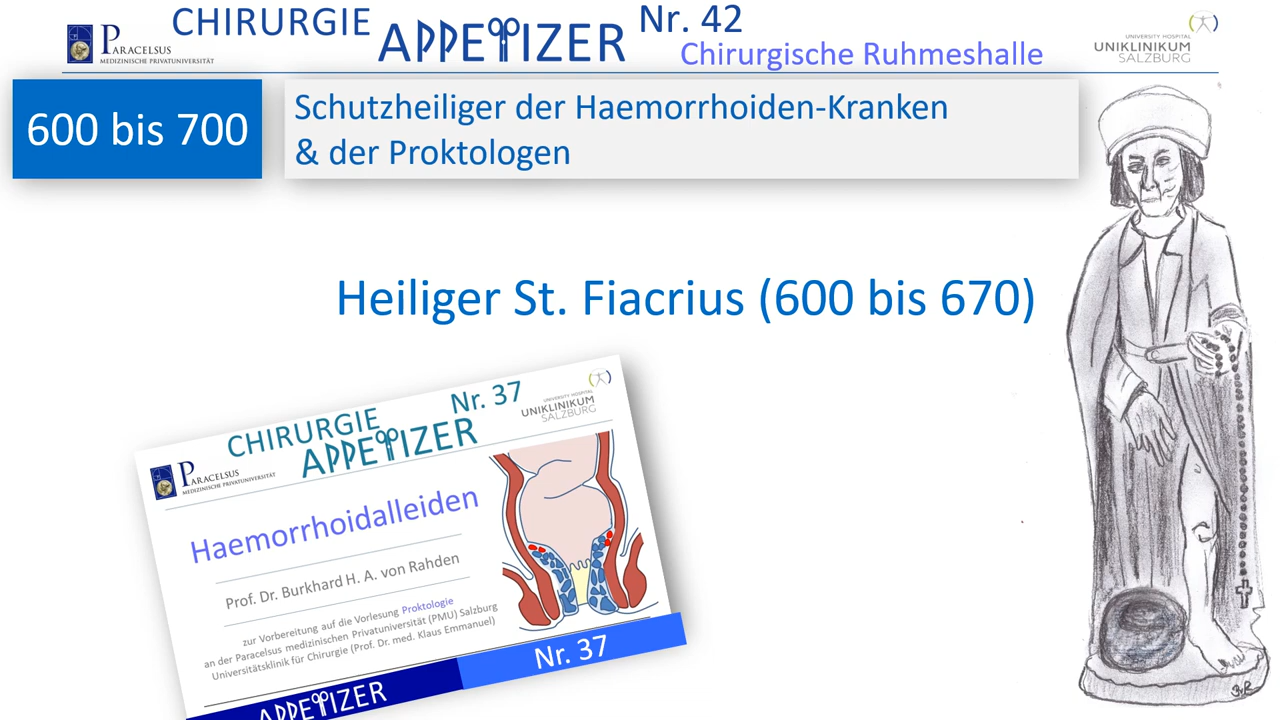 PARACELSUS
MEDIZINISCHE PRIVATUNIVERSITÄT
CHIRURGIE
APPETIZER
Nr. 42
Chirurgische Ruhmeshalle
UNIVERSITY HOSPITAL
UNIKLINIKUM
SALZBURG
600 bis 700
Schutzheiliger der Haemorrhoiden-Kranken
& der Proktologen
Heiliger St. Fiacrius (600 bis 670)
CHIRURGIE
APPETIZER
Nr. 37
UNIVERSITY HOSPITAL
UNIKLINIKUM
SALZBURG
PARACELSUS
MEDIZINISCHE PRIVATUNIVERSITÄT
Haemorrhoidalleiden
Prof. Dr. Burkhard H. A. von Rahden
zur Vorbereitung auf die Vorlesung Proktologie
an der Paracelsus medizinischen Privatuniversität (PMU) Salzburg
Universitätsklinik für Chirurgie (Prof. Dr. med. Klaus Emmanuel)
APPETIZER
Nr. 37